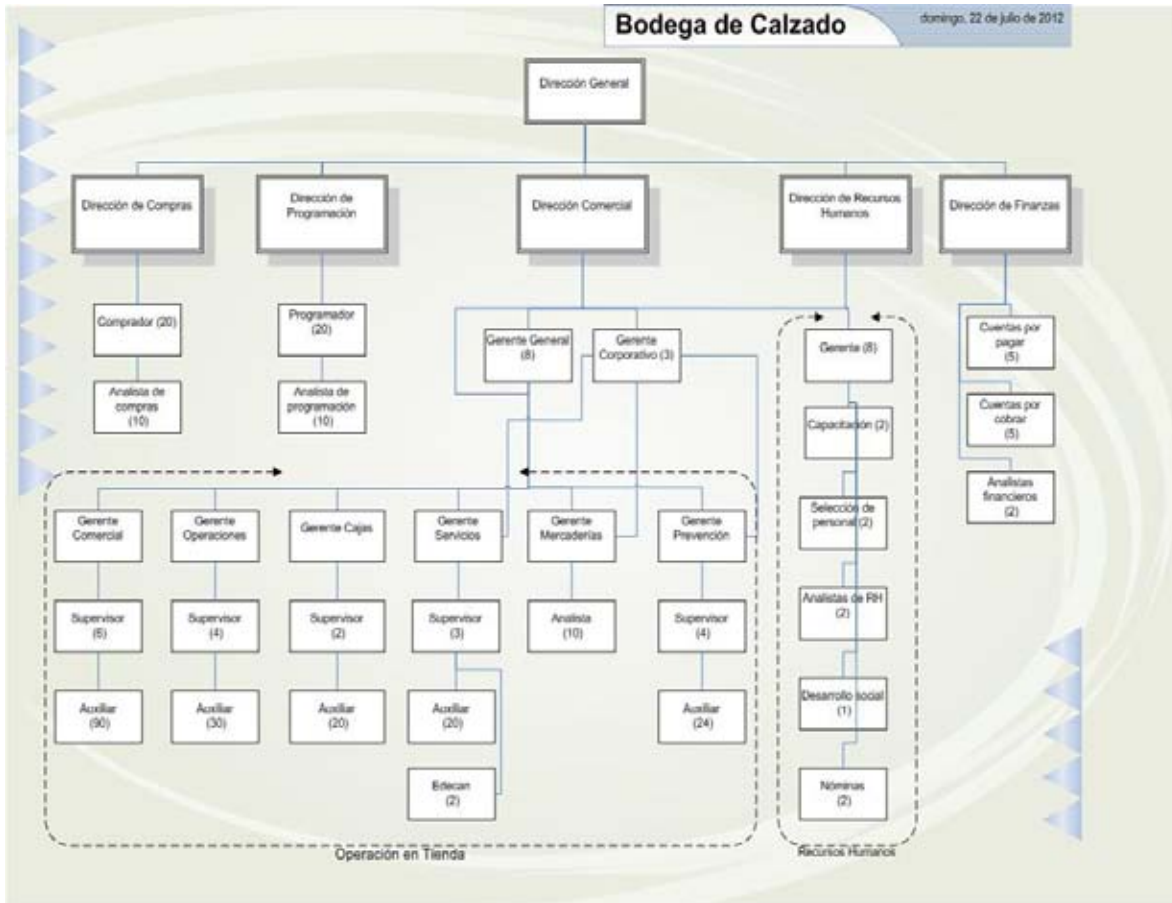 Bodega de Calzado
domingo, 22 de julio de 2012
Dirección General
Dirección de Compras
Dirección de
Programación
Dirección Comercial
Dirección de Recursos
Humanos
Dirección de Finanzas
Comprador (20)
Programador
(20)
Gerente General
(8)
Gerente
Corporativo (3)
Gerente (8)
Cuentas por
pagar
(5)
Analista de
compras
(10)
Analista de
programación
(10)
Capacitación (2)
Cuentas por
cobrar
(5)
Selección de
personal (2)
Analistas
financieros
(2)
Gerente
Comercial
Gerente
Operaciones
Gerente Cajas
Gerente
Servicios
Gerente
Mercaderías
Gerente
Prevención
Supervisor
Supervisor
(4)
Supervisor
(2)
Supervisor
(3)
Analista
(10)
Supervisor
(4)
Analistas de RH
(2)
Auxiliar
(90)
Auxiliar
(30)
Auxiliar
(20)
Auxiliar
(20)
Auxiliar
(24)
Desarrollo social
(1)
Edecan
(2)
Nóminas
(2)
Operación en Tienda
Recursos Humanos